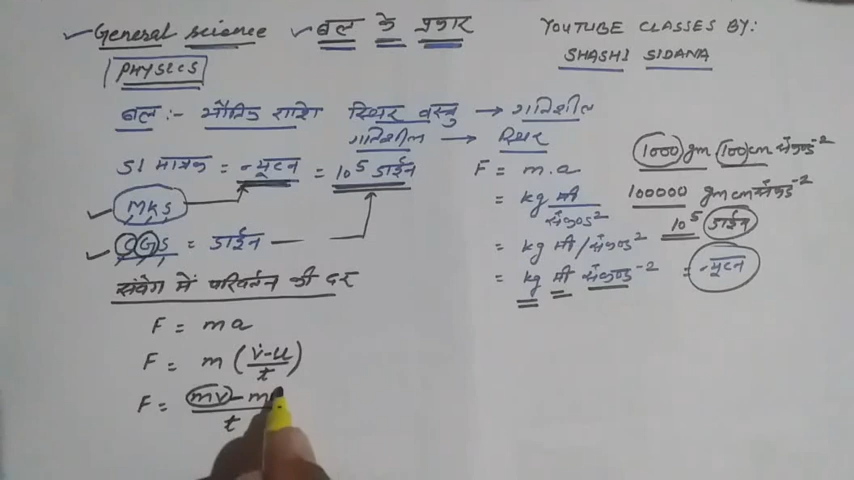 General science बल के प्रकार
YOUTUBE CLASSES BY:
SHASHI SIDANA
PHYSICS
बल :- भौतिक राशि स्थिर वस्तु → गतिशील
गतिशील → स्थिर
SI मात्रक = न्यूटन = 10⁵ डाईन
MKS
CGS = डाईन
संवेग में परिवर्तन की दर
F = ma
F = m (v-u/t)
F = mv - m/t
F = m.a
= kg मी/सैकण्ड²
= kg मी/सैकण्ड²
= kg मी सैकण्ड⁻² = न्यूटन
1000 gm 100 cm सैकण्ड⁻²
100000 gm cm सैकण्ड⁻²
10⁵ डाईन